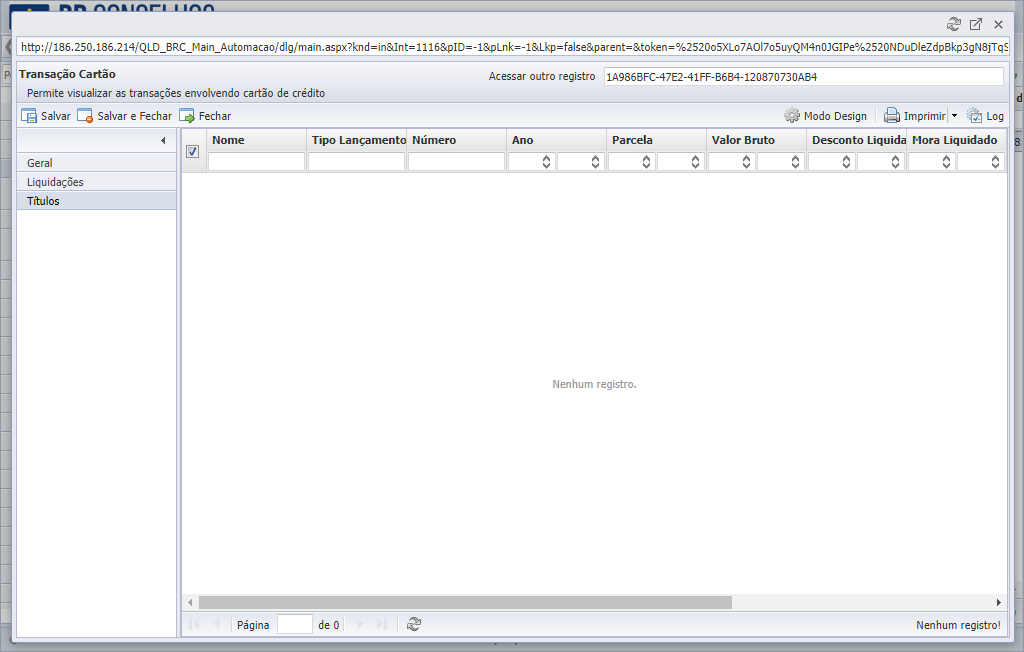 BR CONSELHOS
http://186.250.186.214/QLD_BRC_Main_Automacao/dlg/main.aspx?knd=in&Int=1116&pID=-1&pLnk=-1&Lkp=false&parent=&token=%2520o5XLo7AOl7o5uyQM4n0JGIPe%2520NDuDleZdpBkp3gN8jTqS
Transação Cartão
Acessar outro registro 1A986BFC-47E2-41FF-B6B4-120870730AB4
Permite visualizar as transações envolvendo cartão de crédito
Salvar Salvar e Fechar Fechar Modo Design Imprimir Log
Nome Tipo Lançamento Número Ano Parcela Valor Bruto Desconto Liquida Mora Liquidado
Geral
Liquidações
Títulos
Nenhum registro.
Página de 0 Nenhum registro!